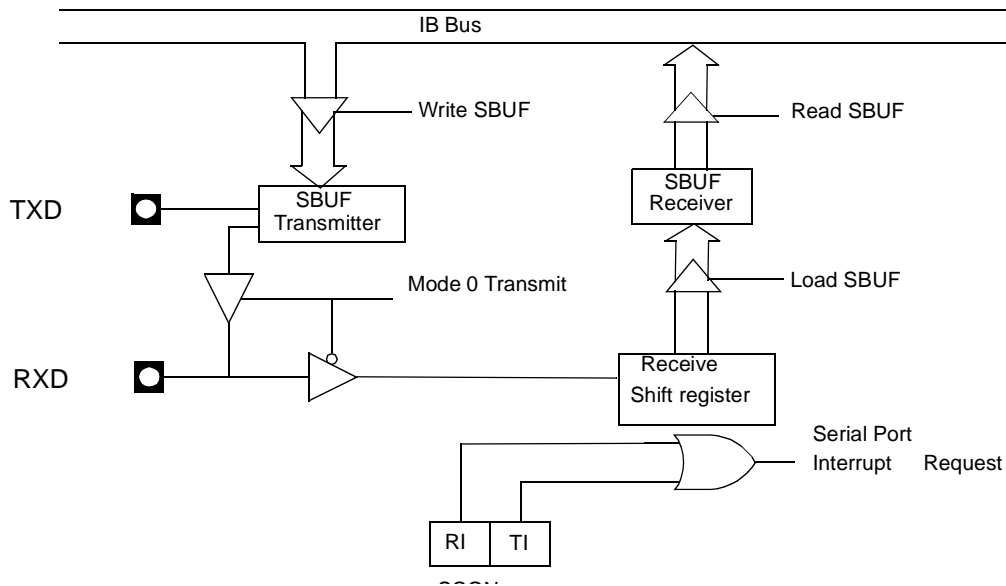 IB Bus
Write SBUF
Read SBUF
TXD
SBUF
Transmitter
SBUF
Receiver
Mode 0 Transmit
Load SBUF
RXD
Receive
Shift register
Serial Port
Interrupt Request
RI TI